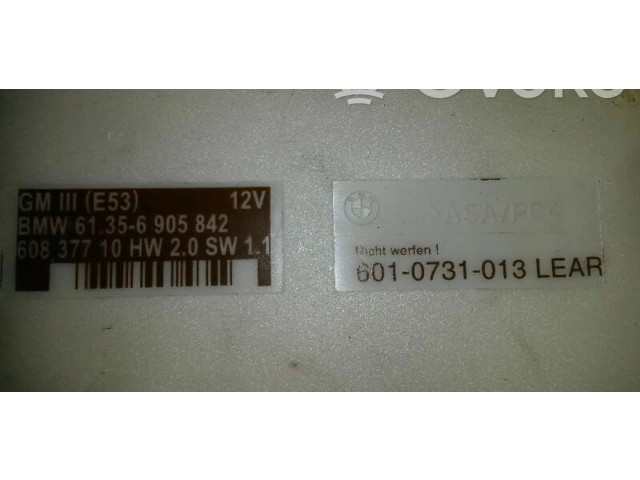 GM III (E53) 12V
BMW 61.35-6 905 842
608 377 10 HW 2.0 SW 1.1
Nicht werfen !
601-0731-013 LEAR